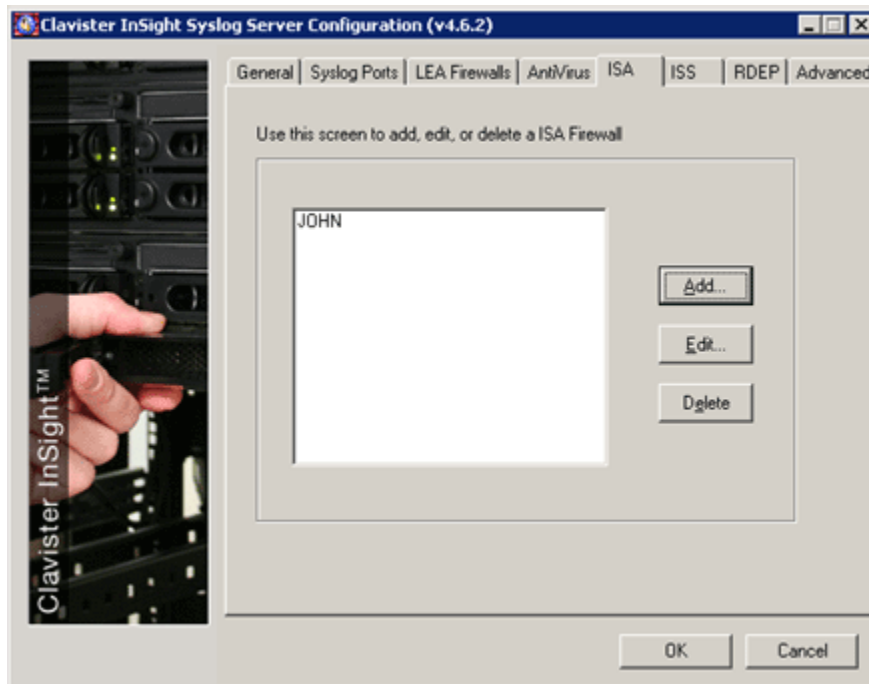 Clavister InSight Syslog Server Configuration (v4.6.2)
General Syslog Ports LEA Firewalls AntiVirus ISA ISS RDEP Advanced
Use this screen to add, edit, or delete a ISA Firewall
JOHN
Add...
Edit...
Delete
Clavister InSight™
OK Cancel